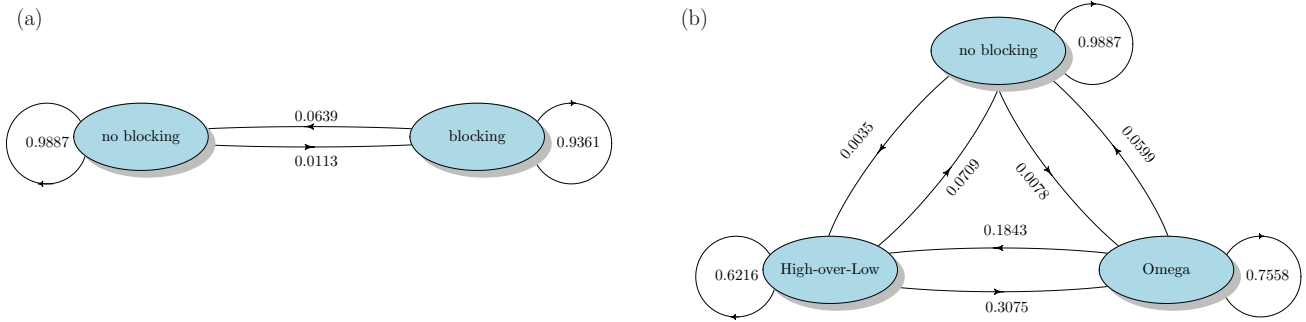 (a)
0.9887
no blocking
0.0639
0.0113
blocking
0.9361
(b)
no blocking
0.9887
0.0035
0.0709
0.0078
0.0599
0.6216
High-over-Low
0.1843
0.3075
Omega
0.7558